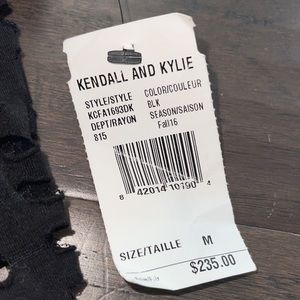 KENDALL AND KYLIE
STYLE/STYLE COLOR/COULEUR
KCFA1693DK BLK
DEPT/RAYON SEASON/SAISON
815 Fall16
8 42014 10790 4
SIZE/TAILLE M
$235.00